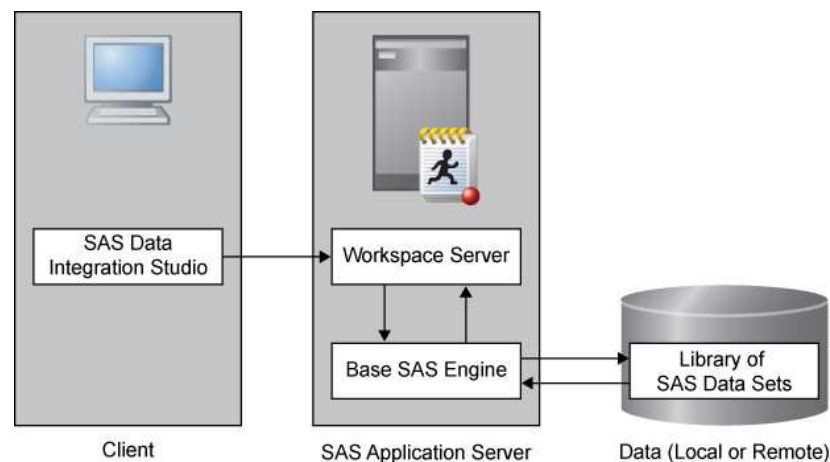 SAS Data
Integration Studio
Workspace Server
Base SAS Engine
Library of
SAS Data Sets
Client
SAS Application Server
Data (Local or Remote)